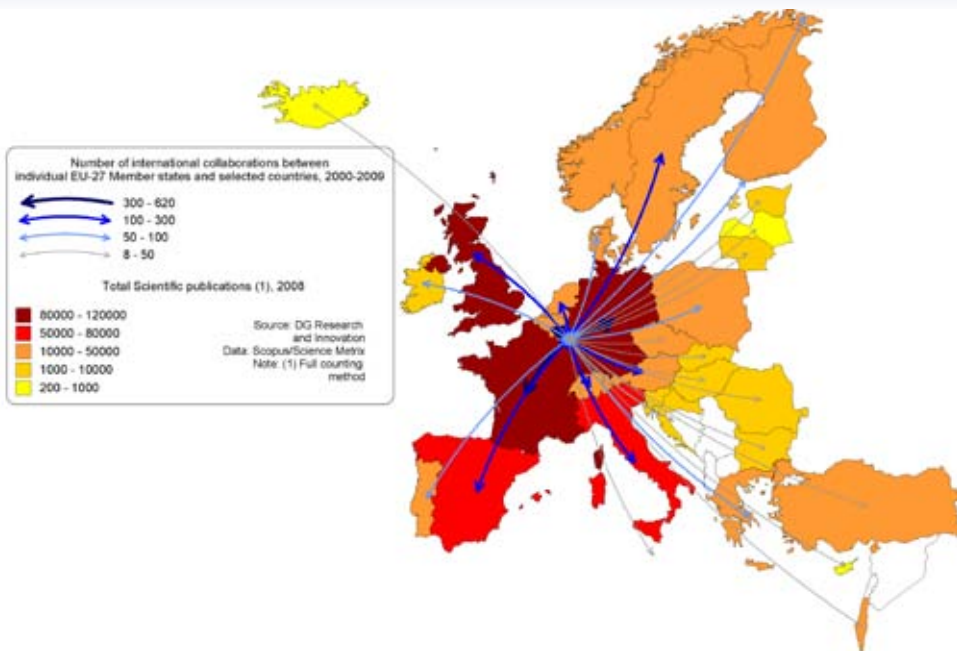 Number of international collaborations between
individual EU-27 Member states and selected countries, 2000-2009
300 - 620
100 - 300
50 - 100
8 - 50
Total Scientific publications (1), 2008
80000 - 120000
50000 - 80000
10000 - 50000
1000 - 10000
200 - 1000
Source: DG Research
and Innovation
Data: Scopus/Science Metrix
Note: (1) Full counting
method